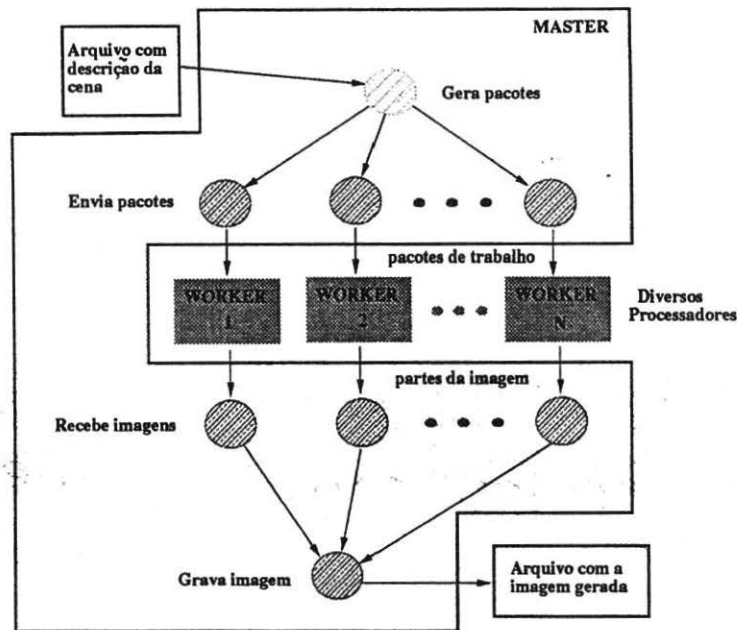 MASTER
Arquivo com
descrição da
cena
Gera pacotes
Envia pacotes
pacotes de trabalho
WORKER
1
WORKER
2
WORKER
N
Diversos
Processadores
partes da imagem
Recebe imagens
Grava imagem
Arquivo com a
imagem gerada